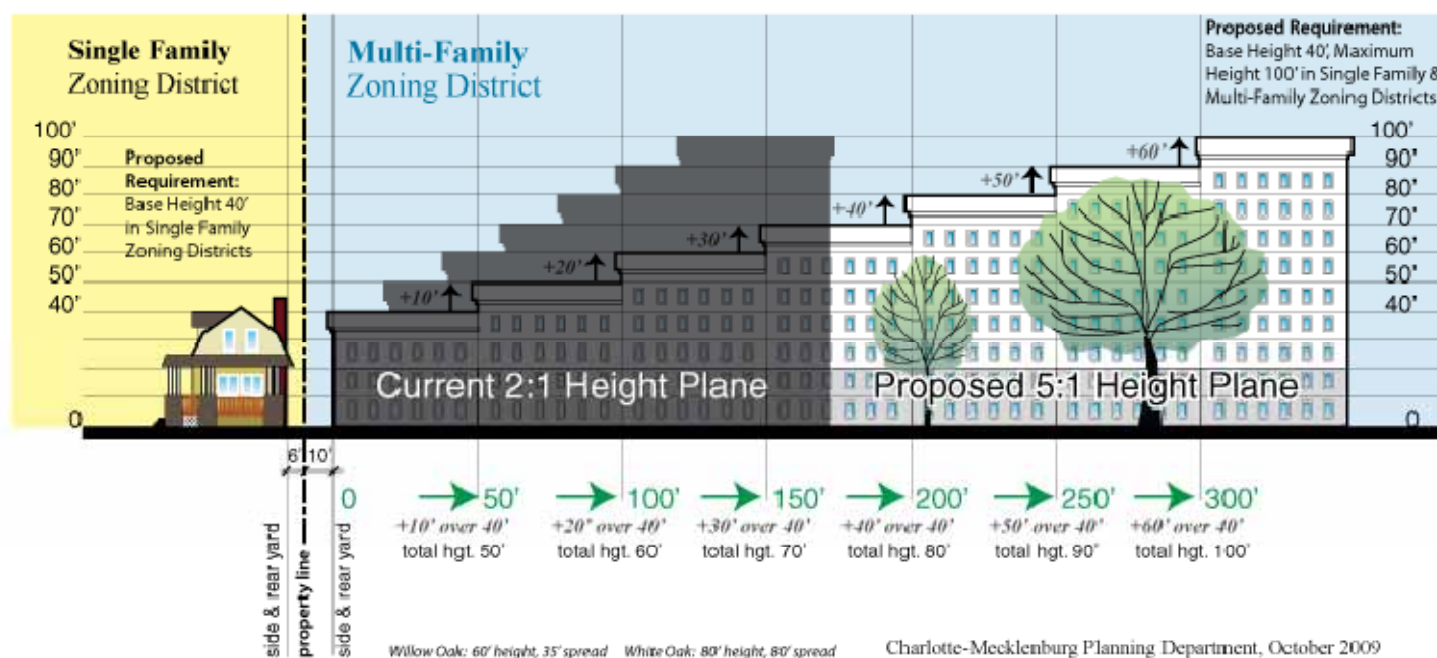 Single Family
Zoning District
Multi-Family
Zoning District
Proposed Requirement:
Base Height 40', Maximum
Height 100' in Single Family &
Multi-Family Zoning Districts
Proposed
Requirement:
Base Height 40'
in Single Family
Zoning Districts
100'
90'
80'
70'
60'
50'
40'
0
+10'
+20'
+30'
+40'
+50'
+60'
100'
90'
80'
70'
60'
50'
40'
0
Current 2:1 Height Plane
Proposed 5:1 Height Plane
6' 10'
0 50' 100' 150' 200' 250' 300'
+10' over 40' +20" over 40' +30' over 40' +40' over 40' +50' over 40' +60' over 40'
total hgt. 50' total hgt. 60' total hgt. 70' total hgt. 80' total hgt. 90" total hgt. 100'
side & rear yard
property line
side & rear yard
Willow Oak: 60' height, 35' spread White Oak: 80' height, 80' spread
Charlotte-Mecklenburg Planning Department, October 2009